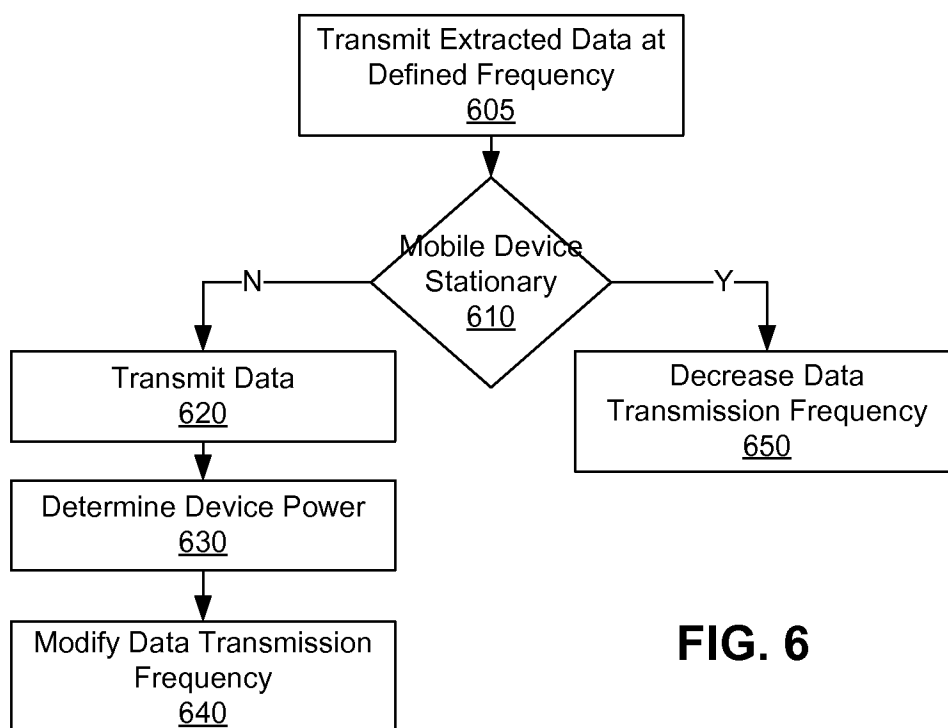 Transmit Extracted Data at
Defined Frequency
605
Mobile Device
Stationary
610
N
Y
Transmit Data
620
Decrease Data
Transmission Frequency
650
Determine Device Power
630
Modify Data Transmission
Frequency
640
FIG. 6